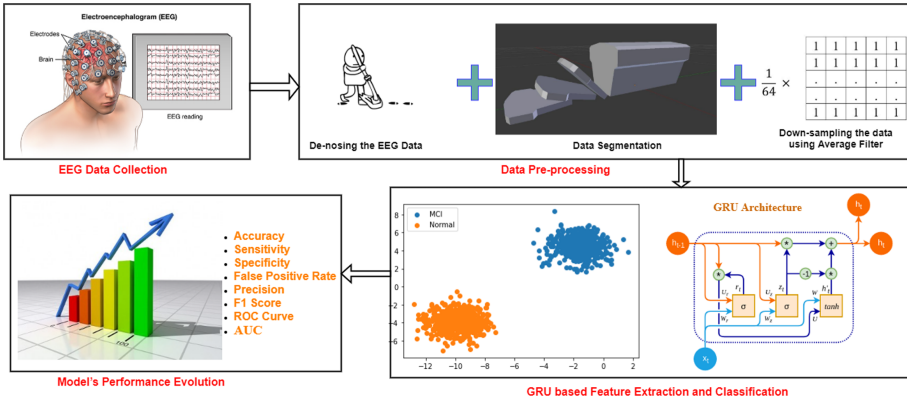 Electroencephalogram (EEG)
Electrodes
Brain
EEG reading
EEG Data Collection
De-nosing the EEG Data
Data Segmentation
1
64 ×
1 1 1 1 1
1 1 1 1 1
. . . . .
. . . . .
1 1 1 1 1
Down-sampling the data
using Average Filter
Data Pre-processing
Accuracy
Sensitivity
Specificity
False Positive Rate
Precision
F1 Score
ROC Curve
AUC
Model's Performance Evolution
MCI
Normal
8
6
4
2
0
-2
-4
-6
-12 -10 -8 -6 -4 -2 0 2
GRU Architecture
h_t
h_t-1
h_t
* +
* -1 *
r_t z_t h'_t
U_r U_z W
σ σ tanh
W_r W_z U
x_t
GRU based Feature Extraction and Classification